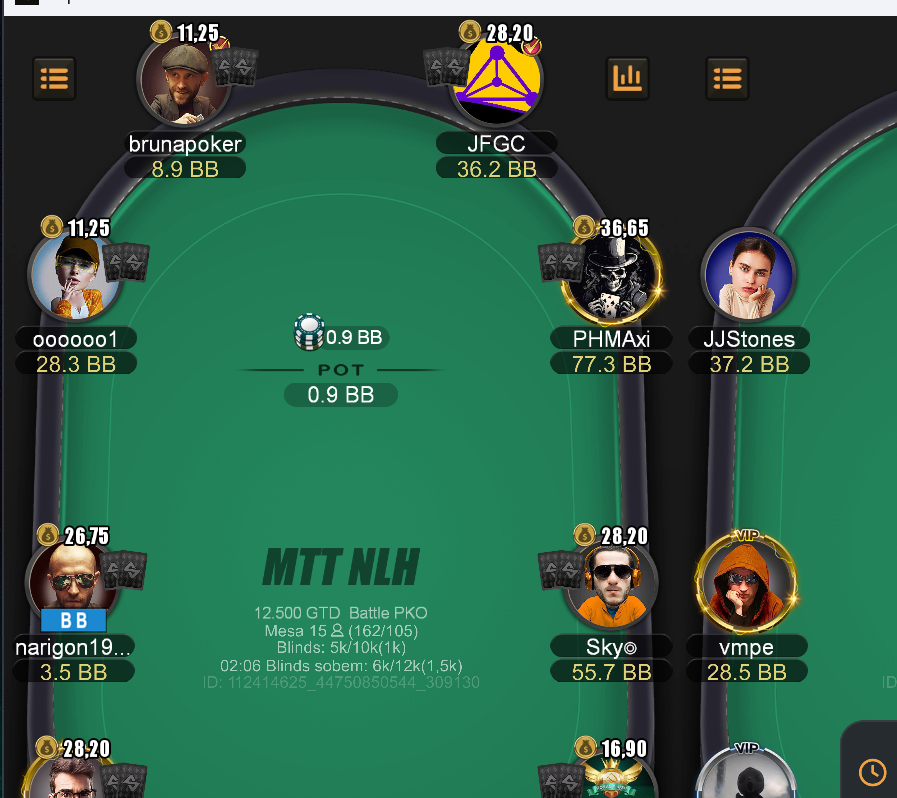 11,25
28,20
brunapoker
8.9 BB
JFGC
36.2 BB
11,25
36,65
oooooo1
28.3 BB
0.9 BB
PHMAxi
77.3 BB
JJStones
37.2 BB
POT
0.9 BB
26,75
28,20
VIP
BB
MTT NLH
12.500 GTD Battle PKO
Mesa 15 (162/105)
Blinds: 5k/10k(1k)
02:06 Blinds sobem: 6k/12k(1,5k)
ID: 112414625_44750850544_309130
narigon19...
3.5 BB
Sky©
55.7 BB
vmpe
28.5 BB
ID
28,20
16,90
VIP